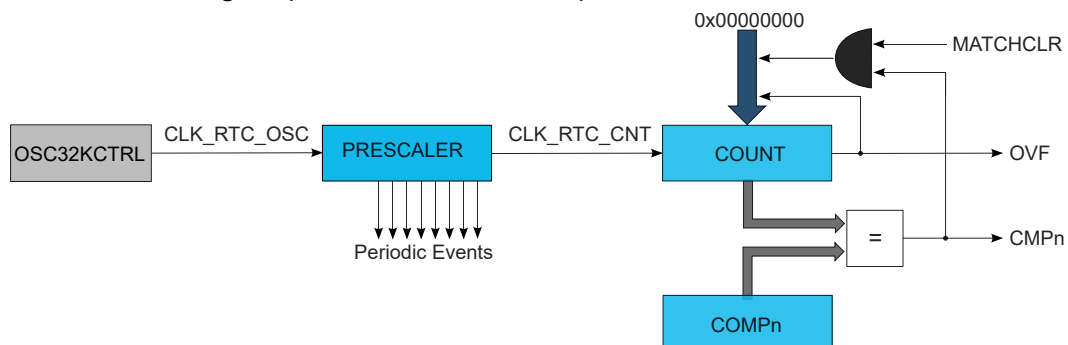 0x00000000
MATCHCLR
OSC32KCTRL
CLK_RTC_OSC
PRESCALER
CLK_RTC_CNT
COUNT
OVF
Periodic Events
=
CMPn
COMPn